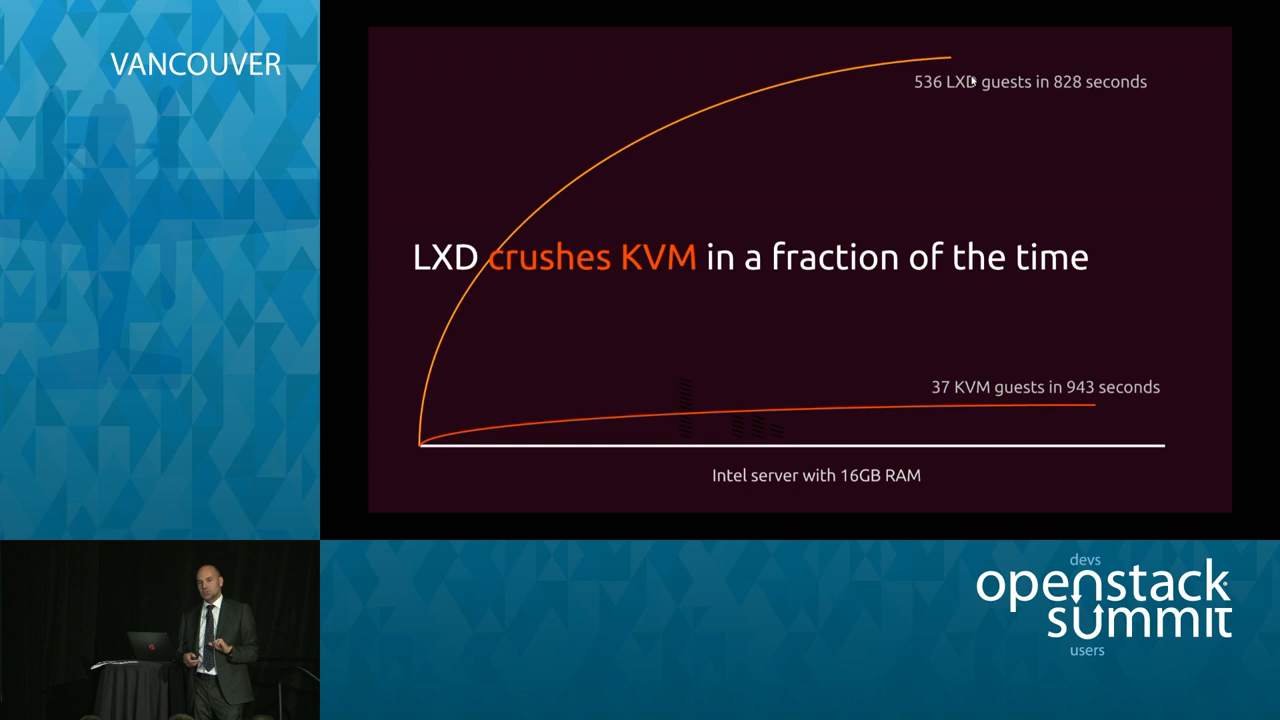 VANCOUVER
536 LXD guests in 828 seconds
LXD crushes KVM in a fraction of the time
37 KVM guests in 943 seconds
Intel server with 16GB RAM
devs
openstack
summit
users